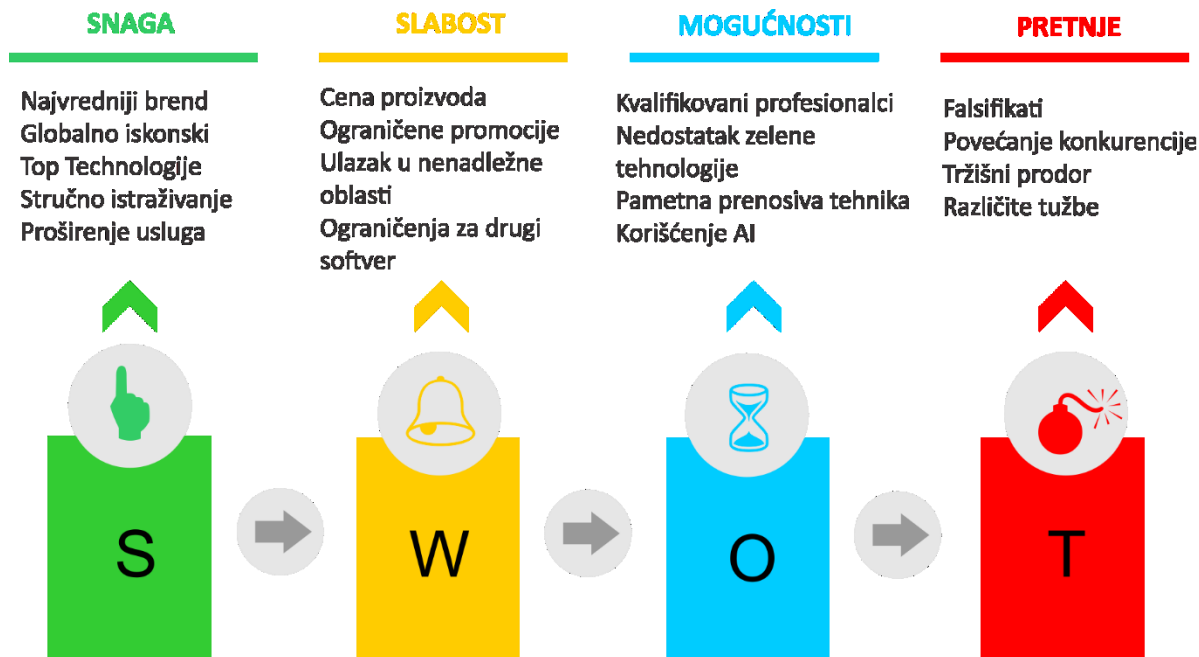 SNAGA
Najvredniji brend
Globalno iskonski
Top Technologije
Stručno istraživanje
Proširenje usluga
SLABOST
Cena proizvoda
Ograničene promocije
Ulazak u nenadležne
oblasti
Ograničenja za drugi
softver
MOGUĆNOSTI
Kvalifikovani profesionalci
Nedostatak zelene
tehnologije
Pametna prenosiva tehnika
Korišćenje AI
PRETNJE
Falsifikati
Povećanje konkurencije
Tržišni prodor
Različite tužbe
S
W
O
T